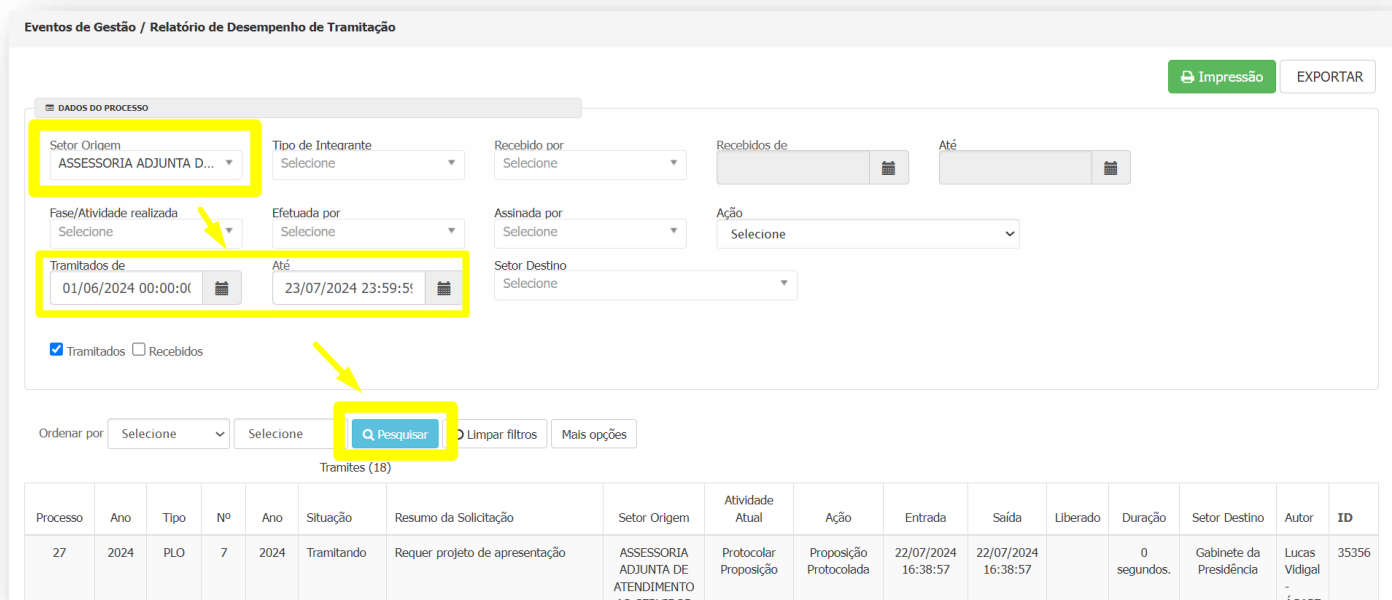 Eventos de Gestão / Relatório de Desempenho de Tramitação
Impressão EXPORTAR
DADOS DO PROCESSO
Setor Origem Tipo de Integrante Recebido por Recebidos de Até
ASSESSORIA ADJUNTA D... Selecione Selecione
Fase/Atividade realizada Efetuada por Assinada por Ação
Selecione Selecione Selecione Selecione
Tramitados de Até Setor Destino
01/06/2024 00:00:00 23/07/2024 23:59:59 Selecione
Tramitados Recebidos
Ordenar por Selecione Selecione Pesquisar Limpar filtros Mais opções
Tramites (18)
Processo Ano Tipo Nº Ano Situação Resumo da Solicitação Setor Origem Atividade Atual Ação Entrada Saída Liberado Duração Setor Destino Autor ID
27 2024 PLO 7 2024 Tramitando Requer projeto de apresentação ASSESSORIA Protocolar Proposição 22/07/2024 22/07/2024 0 Gabinete da Lucas 35356
ADJUNTA DE Proposição Protocolada 16:38:57 16:38:57 segundos. Presidência Vidigal
ATENDIMENTO -